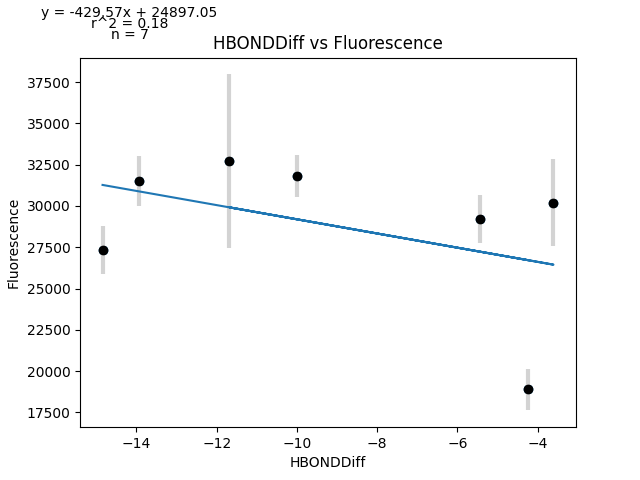 y = -429.57x + 24897.05
r^2 = 0.18
n = 7
HBONDDiff vs Fluorescence
37500
35000
32500
30000
27500
25000
22500
20000
17500
Fluorescence
−14
−12
−10
−8
−6
−4
HBONDDiff